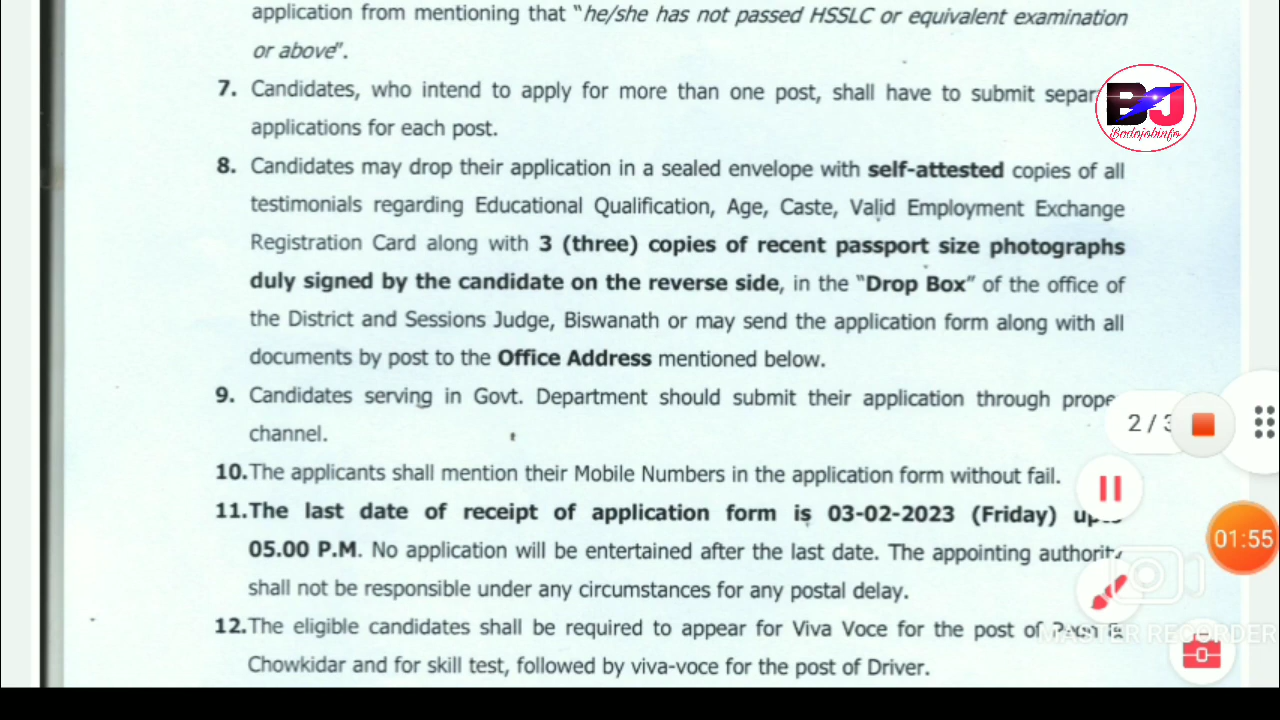 application from mentioning that "he/she has not passed HSSLC or equivalent examination
or above".
7. Candidates, who intend to apply for more than one post, shall have to submit separ
applications for each post.
BJ
Bodojobinfo
8. Candidates may drop their application in a sealed envelope with self-attested copies of all
testimonials regarding Educational Qualification, Age, Caste, Valid Employment Exchange
Registration Card along with 3 (three) copies of recent passport size photographs
duly signed by the candidate on the reverse side, in the "Drop Box" of the office of
the District and Sessions Judge, Biswanath or may send the application form along with all
documents by post to the Office Address mentioned below.
9. Candidates serving in Govt. Department should submit their application through prope
channel.
2 / 3
10.The applicants shall mention their Mobile Numbers in the application form without fail.
11.The last date of receipt of application form is 03-02-2023 (Friday) upto
05.00 P.M. No application will be entertained after the last date. The appointing authority
01:55
shall not be responsible under any circumstances for any postal delay.
12.The eligible candidates shall be required to appear for Viva Voce for the post of
MASTER RECORDER
Chowkidar and for skill test, followed by viva-voce for the post of Driver.